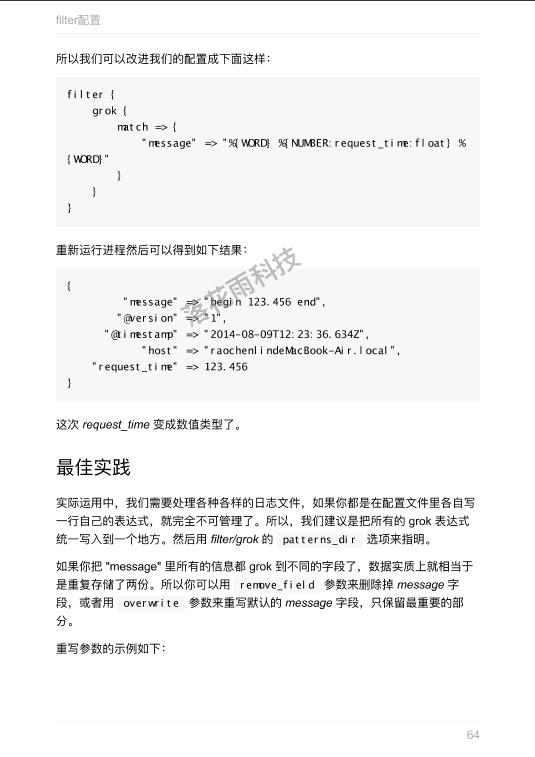 filter配置
所以我们可以改进我们的配置成下面这样：
filter {
    grok {
        match => {
            "message" => "%{WORD} %{NUMBER:request_time:float} %
{WORD}"
        }
    }
}
重新运行进程然后可以得到如下结果：
{
         "message" => "begin 123.456 end",
        "@version" => "1",
      "@timestamp" => "2014-08-09T12:23:36.634Z",
            "host" => "raochenlindeMacBook-Air.local",
    "request_time" => 123.456
}
落花雨科技
这次 request_time 变成数值类型了。
最佳实践
实际运用中，我们需要处理各种各样的日志文件，如果你都是在配置文件里各自写
一行自己的表达式，就完全不可管理了。所以，我们建议是把所有的 grok 表达式
统一写入到一个地方。然后用 filter/grok 的 patterns_dir 选项来指明。
如果你把 "message" 里所有的信息都 grok 到不同的字段了，数据实质上就相当于
是重复存储了两份。所以你可以用 remove_field 参数来删除掉 message 字
段，或者用 overwrite 参数来重写默认的 message 字段，只保留最重要的部
分。
重写参数的示例如下：
64